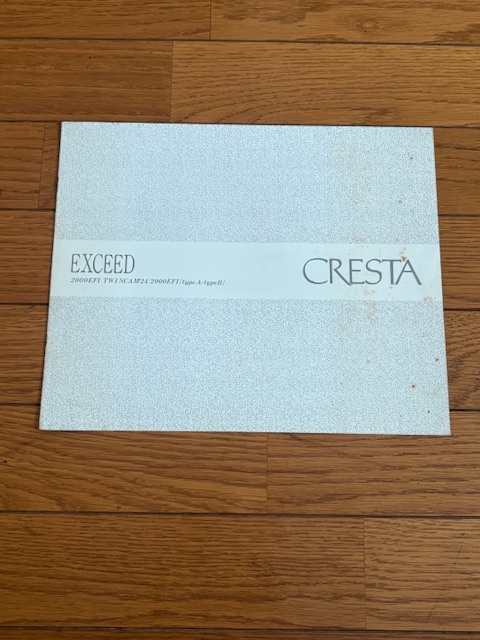 EXCEED
2000EFI TWINCAM24/2000EFI[type A·type B]
CRESTA